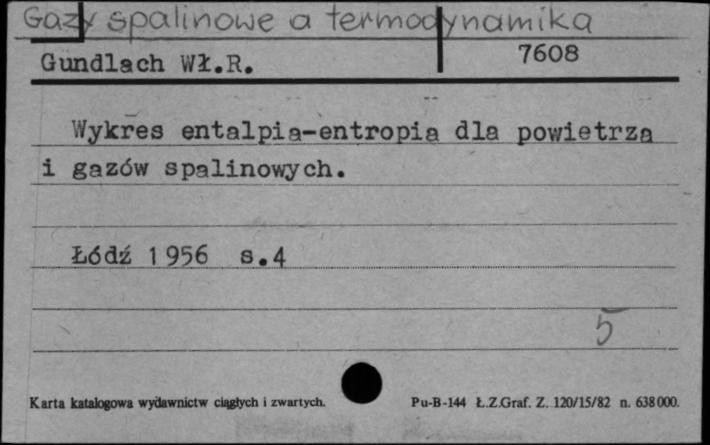 Gazy spalinowe a termodynamika
Gundlach Wł.R. 7608
Wykres entalpia-entropia dla powietrza
i gazów spalinowych.
Łódź 1956 s.4
5
Karta katalogowa wydawnictw ciągłych i zwartych. Pu-B-144 Ł.Z.Graf. Z. 120/15/82 n. 638000.